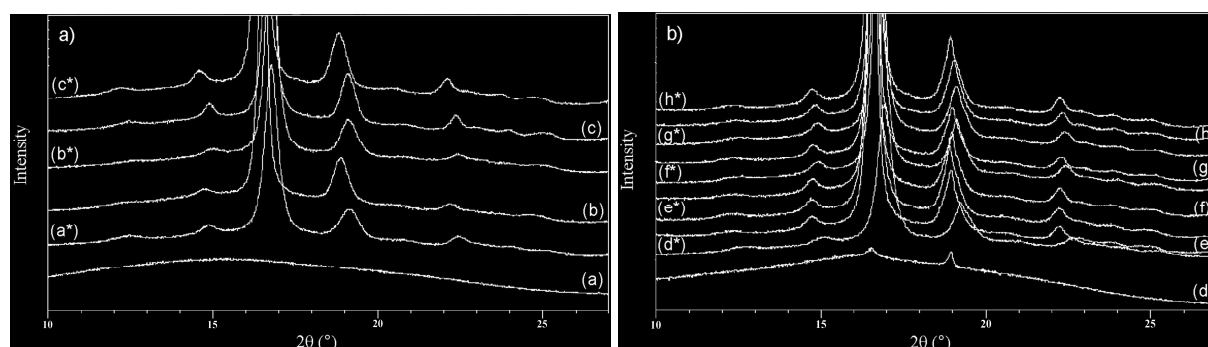 a)
(c*)
(c)
(b*)
(b)
(a*)
(a)
Intensity
10 15 20 25
2θ (°)
b)
(h*)
(h
(g*)
(g
(f*)
(f)
(e*)
(e
(d*)
(d
Intensity
10 15 20 25
2θ (°)